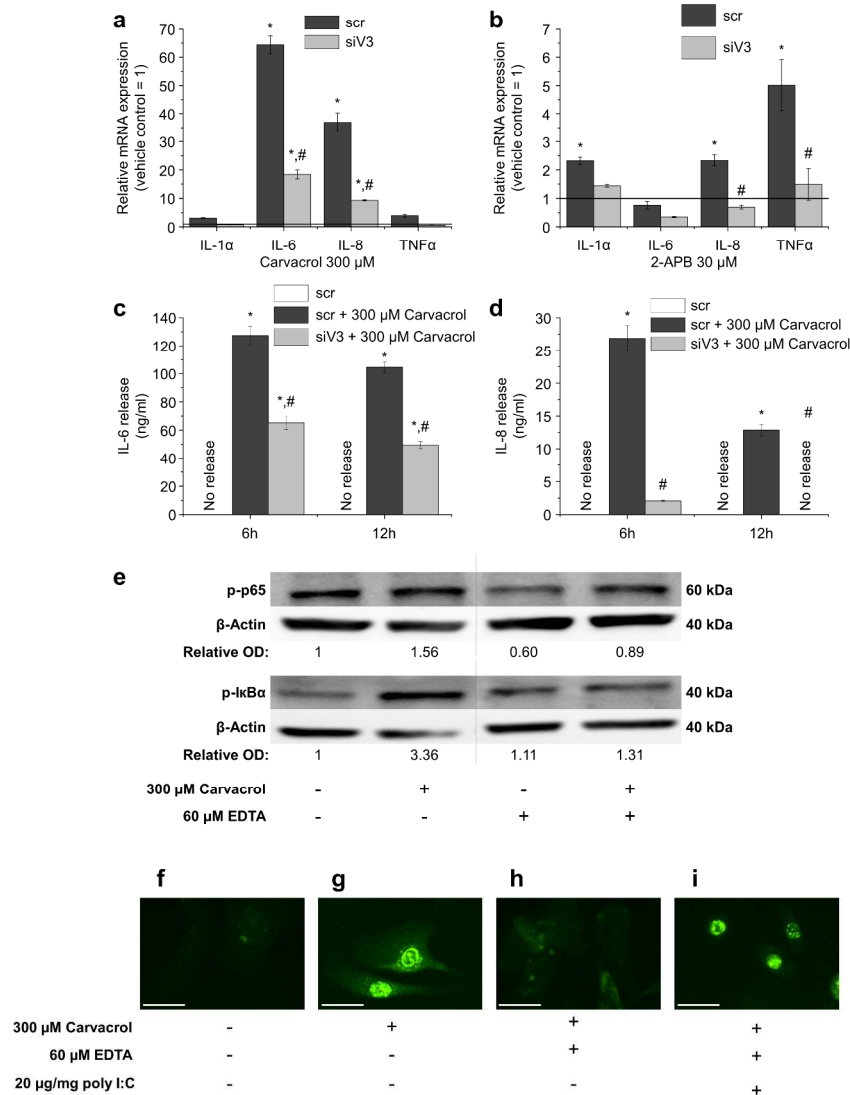 a
scr
siV3
Relative mRNA expression
(vehicle control = 1)
70
60
50
40
30
20
10
0
IL-1α IL-6 IL-8 TNFα
Carvacrol 300 µM
*
*,#
*
*,#
b
scr
siV3
Relative mRNA expression
(vehicle control = 1)
7
6
5
4
3
2
1
0
IL-1α IL-6 IL-8 TNFα
2-APB 30 µM
*
*
#
*
#
c
scr
scr + 300 µM Carvacrol
siV3 + 300 µM Carvacrol
IL-6 release
(ng/ml)
140
120
100
80
60
40
20
0
No release
*
*,#
No release
*
*,#
6h 12h
d
scr
scr + 300 µM Carvacrol
siV3 + 300 µM Carvacrol
IL-8 release
(ng/ml)
30
25
20
15
10
5
0
No release
*
#
No release
*
#
No release
6h 12h
e
p-p65 60 kDa
β-Actin 40 kDa
Relative OD: 1 1.56 0.60 0.89
p-IκBα 40 kDa
β-Actin 40 kDa
Relative OD: 1 3.36 1.11 1.31
300 µM Carvacrol - + - +
60 µM EDTA - - + +
f g h i
300 µM Carvacrol - + + +
60 µM EDTA - - + +
20 µg/mg poly I:C - - - +